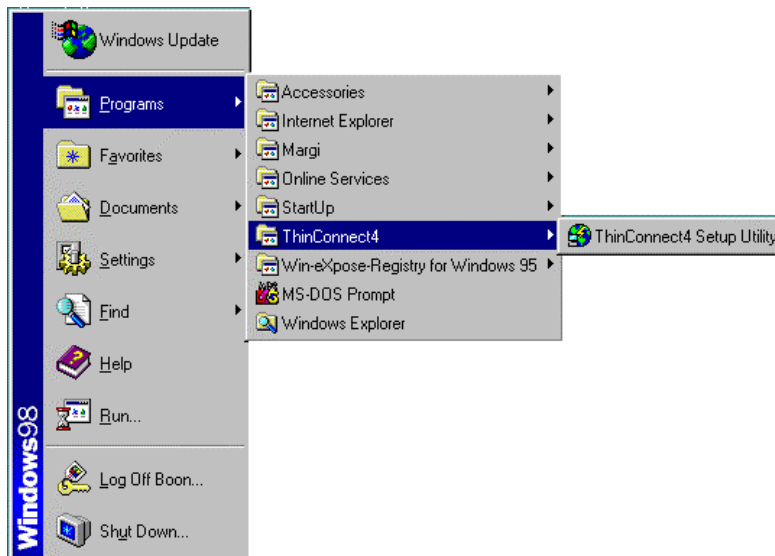 Windows Update
Programs
Favorites
Documents
Settings
Find
Help
Run...
Log Off Boon...
Shut Down...
Windows98
Accessories
Internet Explorer
Margi
Online Services
StartUp
ThinConnect4
Win-eXpose-Registry for Windows 95
MS-DOS Prompt
Windows Explorer
ThinConnect4 Setup Utility